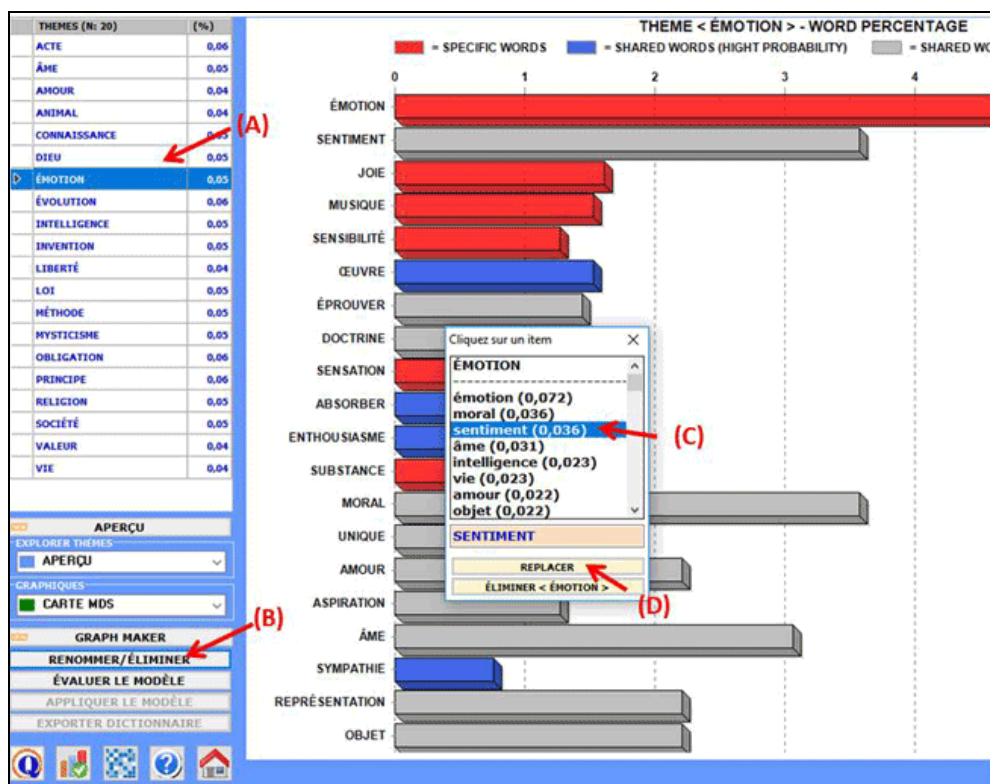 THEMES (N: 20) (%)
ACTE 0,06
ÂME 0,05
AMOUR 0,04
ANIMAL 0,04
CONNAISSANCE
DIEU 0,05
ÉMOTION 0,05
ÉVOLUTION 0,06
INTELLIGENCE 0,05
INVENTION 0,05
LIBERTÉ 0,04
LOI 0,05
MÉTHODE 0,05
MYSTICISME 0,05
OBLIGATION 0,06
PRINCIPE 0,06
RELIGION 0,05
SOCIÉTÉ 0,05
VALEUR 0,04
VIE 0,04
(A)
APERÇU
EXPLORER THÈMES
APERÇU
GRAPHIQUES
CARTE MDS
(B)
GRAPH MAKER
RENOMMER/ÉLIMINER
ÉVALUER LE MODÈLE
APPLIQUER LE MODÈLE
EXPORTER DICTIONNAIRE
THEME < ÉMOTION > - WORD PERCENTAGE
= SPECIFIC WORDS = SHARED WORDS (HIGHT PROBABILITY) = SHARED WO
0 1 2 3 4
ÉMOTION
SENTIMENT
JOIE
MUSIQUE
SENSIBILITÉ
ŒUVRE
ÉPROUVER
DOCTRINE
SENSATION
ABSORBER
ENTHOUSIASME
SUBSTANCE
MORAL
UNIQUE
AMOUR
ASPIRATION
ÂME
SYMPATHIE
REPRÉSENTATION
OBJET
Cliquez sur un item
ÉMOTION
émotion (0,072)
moral (0,036)
sentiment (0,036)
âme (0,031)
intelligence (0,023)
vie (0,023)
amour (0,022)
objet (0,022)
(C)
SENTIMENT
REPLACER
ÉLIMINER < ÉMOTION >
(D)